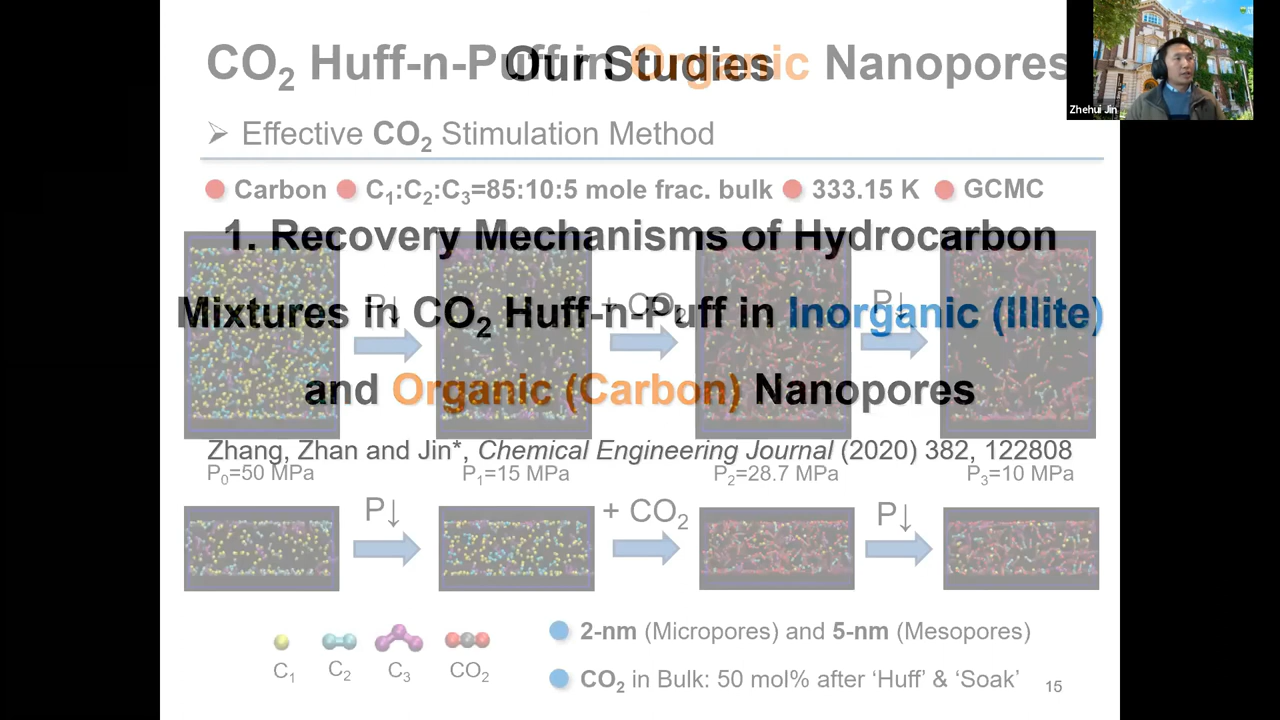 CO2 Huff-n-Puff in Organic Nanopores
Our Studies
Zhehui Jin
➢ Effective CO2 Stimulation Method
Carbon C1:C2:C3=85:10:5 mole frac. bulk 333.15 K GCMC
1. Recovery Mechanisms of Hydrocarbon
Mixtures in CO2 Huff-n-Puff in Inorganic (Illite)
and Organic (Carbon) Nanopores
P↓ + CO2 P↓
Zhang, Zhan and Jin*, Chemical Engineering Journal (2020) 382, 122808
P0=50 MPa P1=15 MPa P2=28.7 MPa P3=10 MPa
P↓ + CO2 P↓
C1 C2 C3 CO2
2-nm (Micropores) and 5-nm (Mesopores)
CO2 in Bulk: 50 mol% after ‘Huff’ & ‘Soak’
15